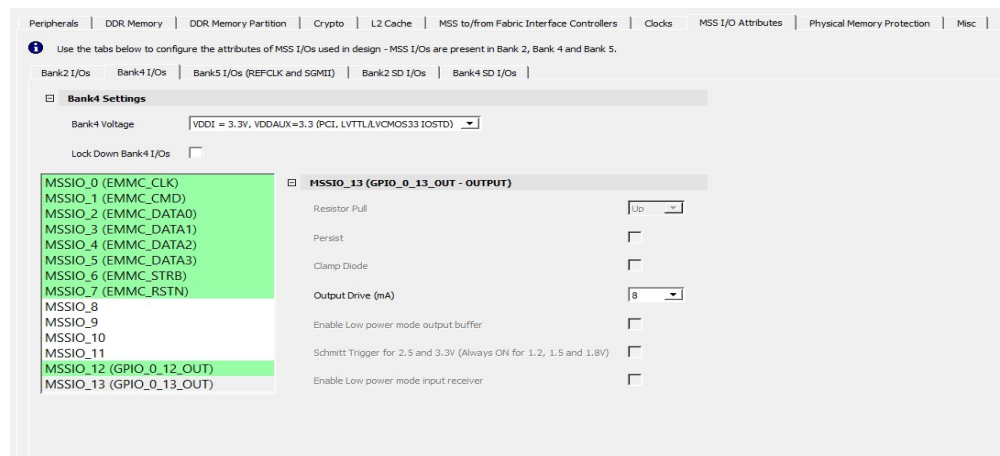 Peripherals | DDR Memory | DDR Memory Partition | Crypto | L2 Cache | MSS to/from Fabric Interface Controllers | Clocks | MSS I/O Attributes | Physical Memory Protection | Misc |
Use the tabs below to configure the attributes of MSS I/Os used in design - MSS I/Os are present in Bank 2, Bank 4 and Bank 5.
Bank2 I/Os | Bank4 I/Os | Bank5 I/Os (REFCLK and SGMII) | Bank2 SD I/Os | Bank4 SD I/Os |
Bank4 Settings
Bank4 Voltage VDDI = 3.3V, VDDAUX=3.3 (PCI, LVTTL/LVCMOS33 IOSTD)
Lock Down Bank4 I/Os
MSSIO_0 (EMMC_CLK)
MSSIO_1 (EMMC_CMD)
MSSIO_2 (EMMC_DATA0)
MSSIO_3 (EMMC_DATA1)
MSSIO_4 (EMMC_DATA2)
MSSIO_5 (EMMC_DATA3)
MSSIO_6 (EMMC_STRB)
MSSIO_7 (EMMC_RSTN)
MSSIO_8
MSSIO_9
MSSIO_10
MSSIO_11
MSSIO_12 (GPIO_0_12_OUT)
MSSIO_13 (GPIO_0_13_OUT)
MSSIO_13 (GPIO_0_13_OUT - OUTPUT)
Resistor Pull Up
Persist
Clamp Diode
Output Drive (mA) 8
Enable Low power mode output buffer
Schmitt Trigger for 2.5 and 3.3V (Always ON for 1.2, 1.5 and 1.8V)
Enable Low power mode input receiver